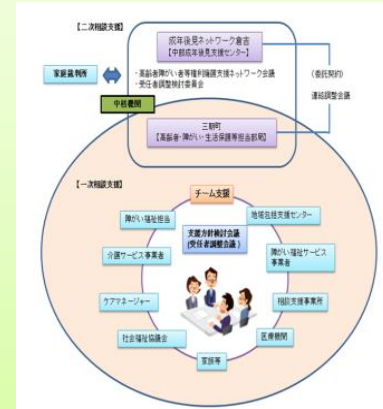 【二次相談支援】
成年後見ネットワーク倉吉
【中部成年後見支援センター】
家庭裁判所
・高齢者障がい者等権利擁護支援ネットワーク会議
・受任者調整検討委員会
（委託契約）
連絡調整会議
中核機関
三朝町
【高齢者・障がい・生活保護等担当部局】
【一次相談支援】
チーム支援
障がい福祉担当
地域包括支援センター
支援方針検討会議
（受任者調整会議）
介護サービス事業者
障がい福祉サービス
事業者
ケアマネージャー
相談支援事業所
社会福祉協議会
医療機関
家族等